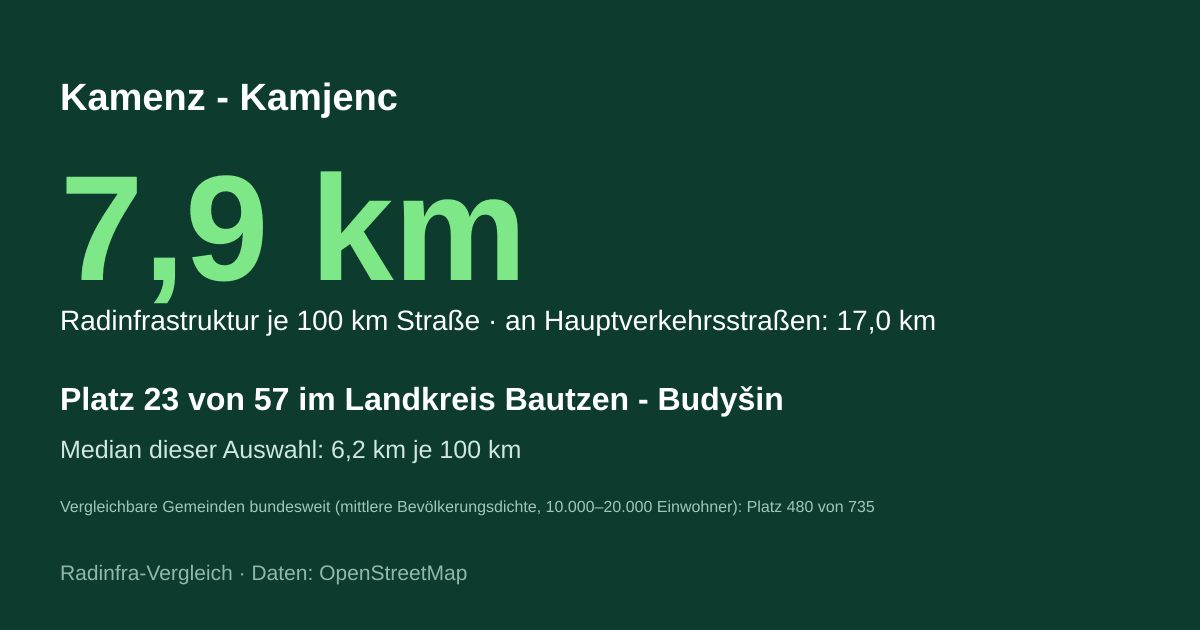 Kamenz - Kamjenc
7,9 km
Radinfrastruktur je 100 km Straße · an Hauptverkehrsstraßen: 17,0 km
Platz 23 von 57 im Landkreis Bautzen - Budyšin
Median dieser Auswahl: 6,2 km je 100 km
Vergleichbare Gemeinden bundesweit (mittlere Bevölkerungsdichte, 10.000–20.000 Einwohner): Platz 480 von 735
Radinfra-Vergleich · Daten: OpenStreetMap